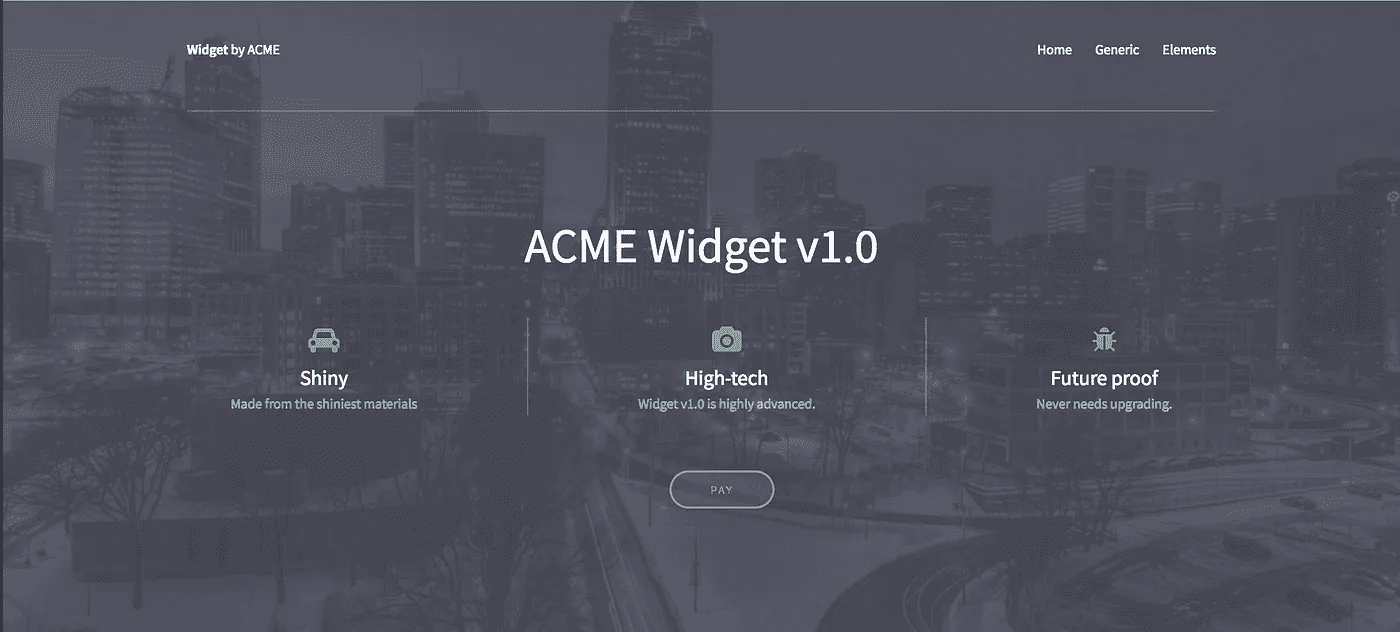 Widget by ACME
Home Generic Elements
ACME Widget v1.0
Shiny
Made from the shiniest materials
High-tech
Widget v1.0 is highly advanced.
Future proof
Never needs upgrading.
PAY